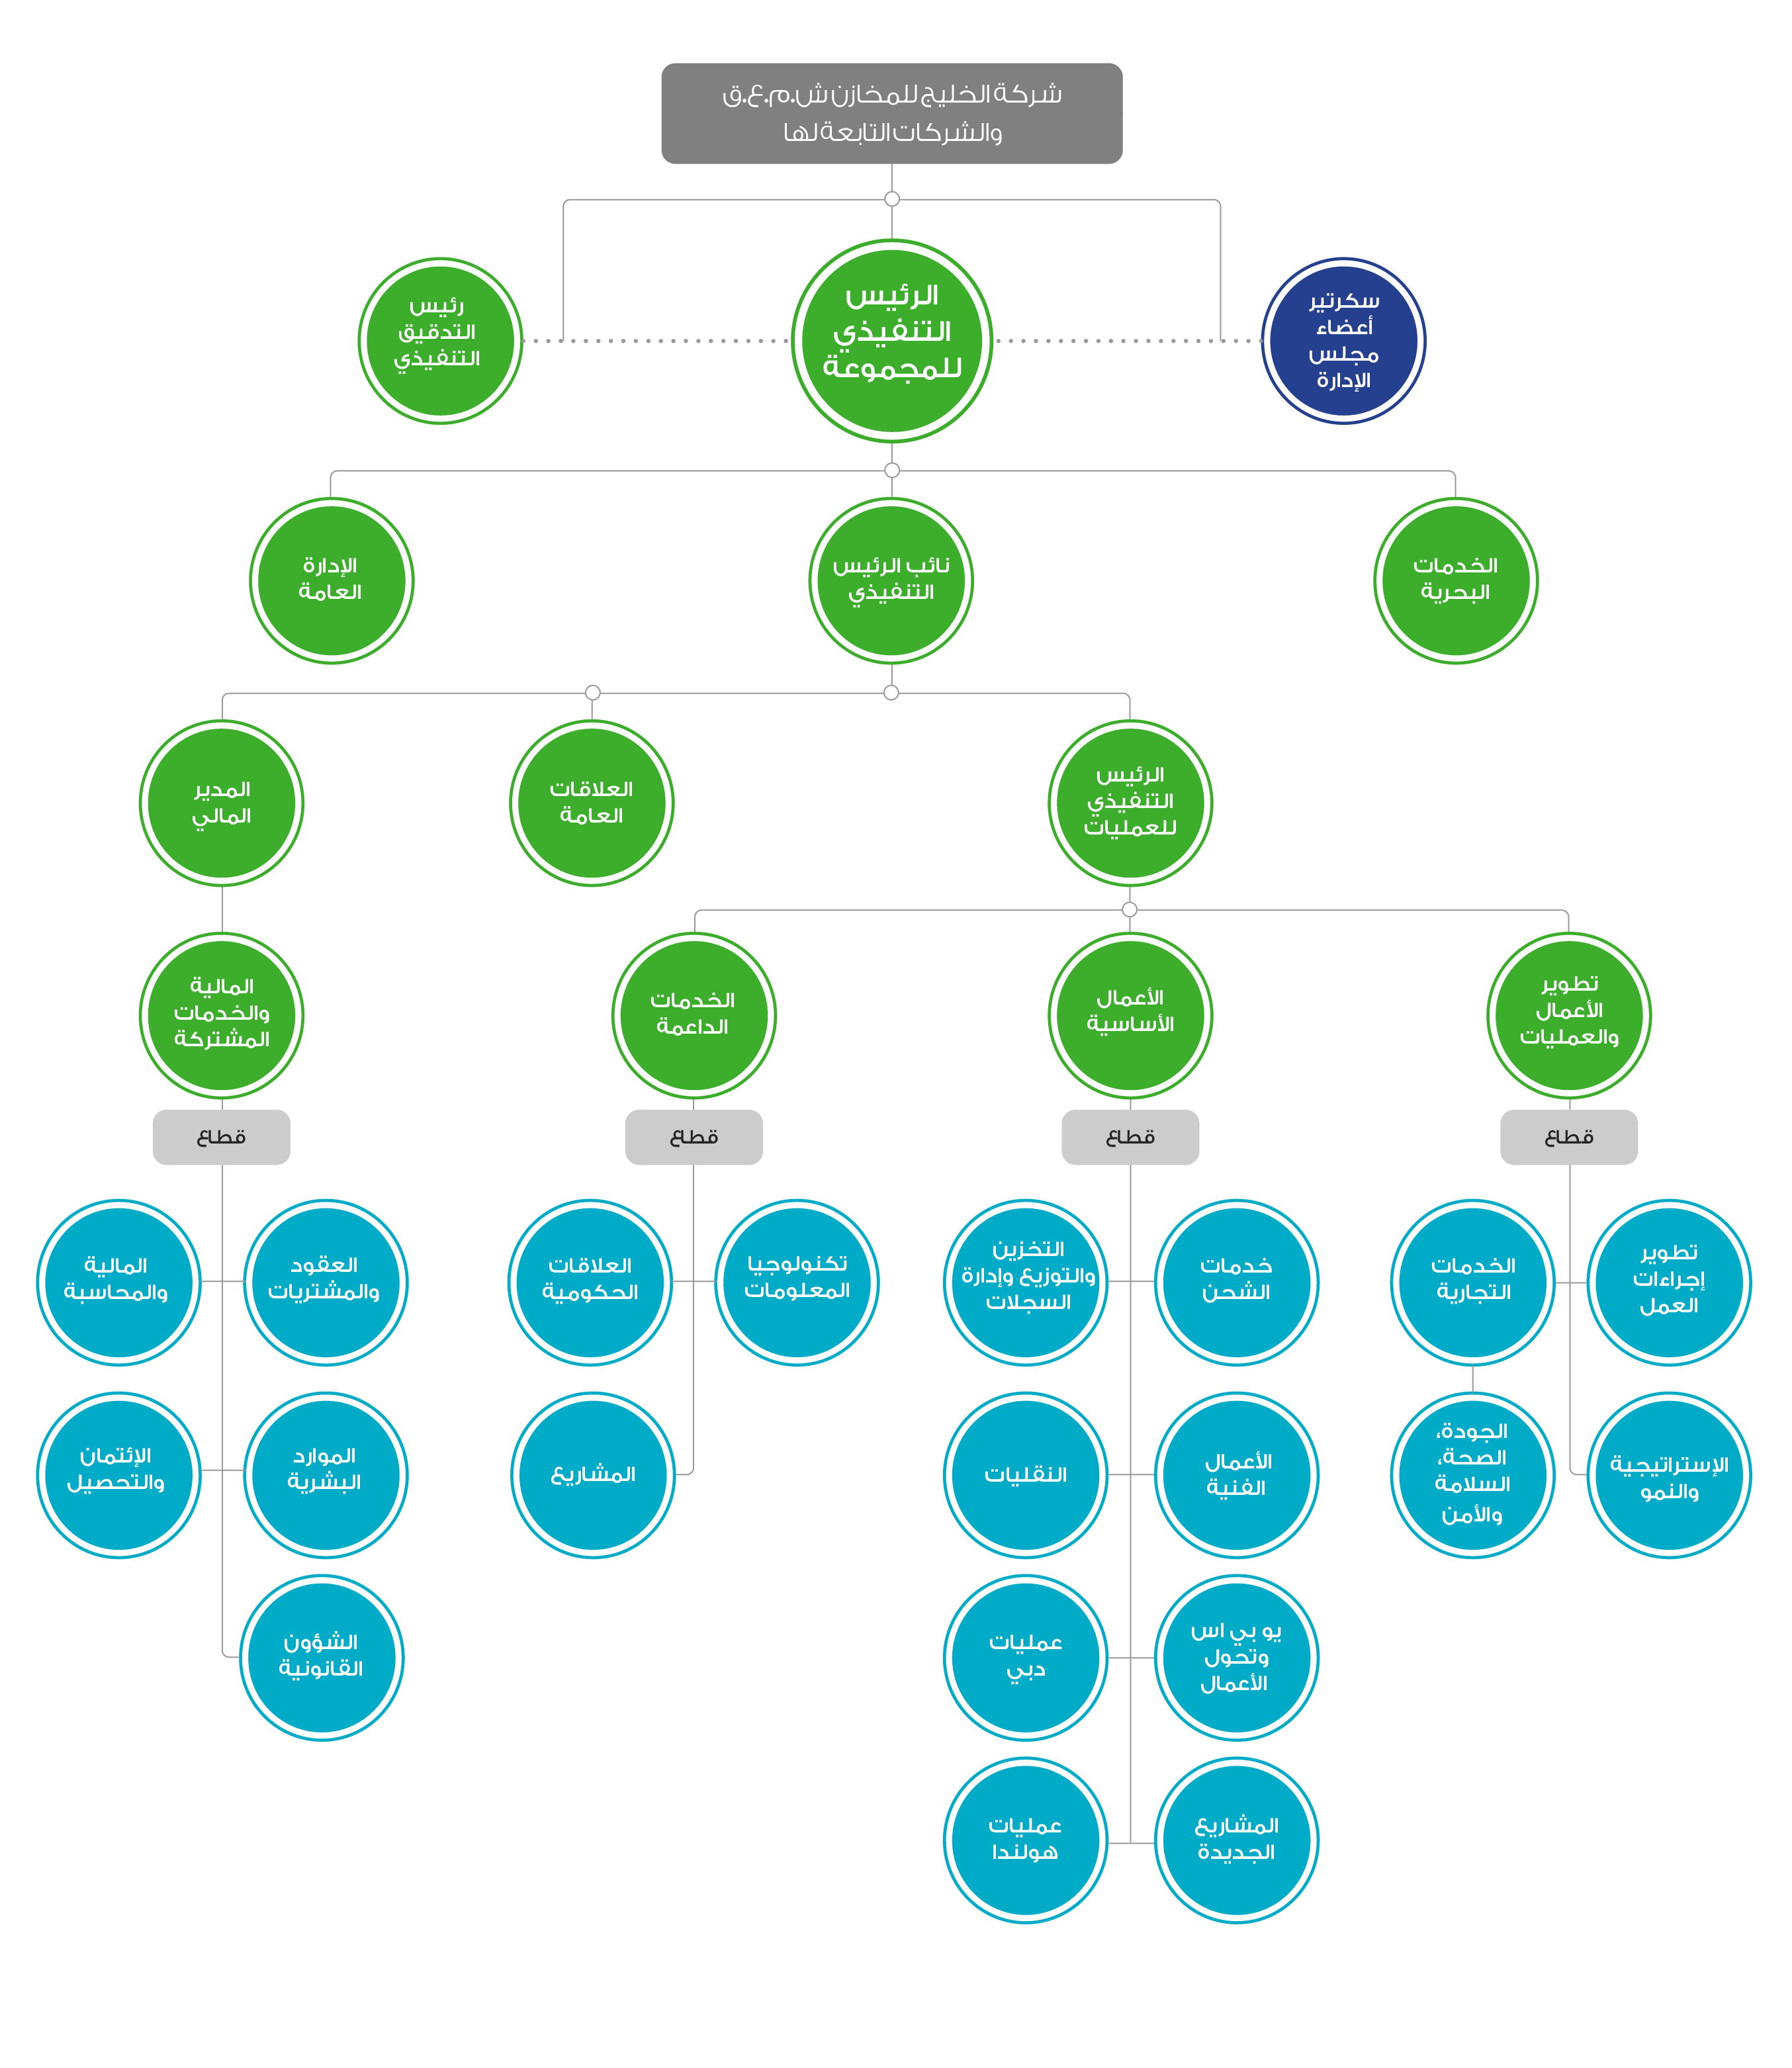 شركة الخليج للمخازن ش.م.ع.ق
والشركات التابعة لها
سكرتير
أعضاء
مجلس
الإدارة
الرئيس
التنفيذي
للمجموعة
رئيس
التدقيق
التنفيذي
الخدمات
البحرية
نائب الرئيس
التنفيذي
الإدارة
العامة
الرئيس
التنفيذي
للعمليات
العلاقات
العامة
المدير
المالي
تطوير
الأعمال
والعمليات
الأعمال
الأساسية
الخدمات
الداعمة
المالية
والخدمات
المشتركة
قطاع
قطاع
قطاع
قطاع
تطوير
إجراءات
العمل
الخدمات
التجارية
خدمات
الشحن
التخزين
والتوزيع وإدارة
السجلات
تكنولوجيا
المعلومات
العلاقات
الحكومية
العقود
والمشتريات
المالية
والمحاسبة
الإستراتيجية
والنمو
الجودة،
الصحة،
السلامة
والأمن
الأعمال
الفنية
النقليات
المشاريع
الموارد
البشرية
الإئتمان
والتحصيل
يو بي اس
وتحول
الأعمال
عمليات
دبي
الشؤون
القانونية
المشاريع
الجديدة
عمليات
هولندا